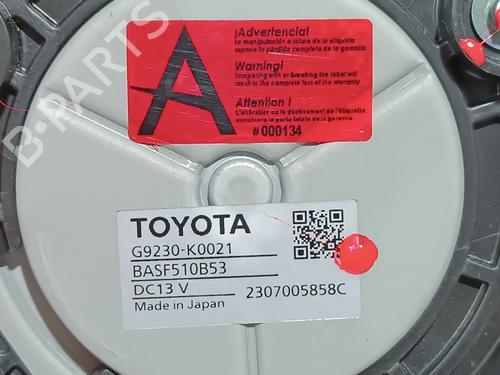 ¡Advertencia!
La manipulación o rotura de la etiqueta
supone la pérdida completa de la garantía
Warning!
Tampering with or breaking the label will
result in the complete loss of the warranty
Attention !
L'altération ou le déchirement de l'étiquette
entraînera la perte totale de la garantie
#000134
A
B-PARTS
TOYOTA
G9230-K0021
BASF510B53
DC13 V 2307005858C
Made in Japan